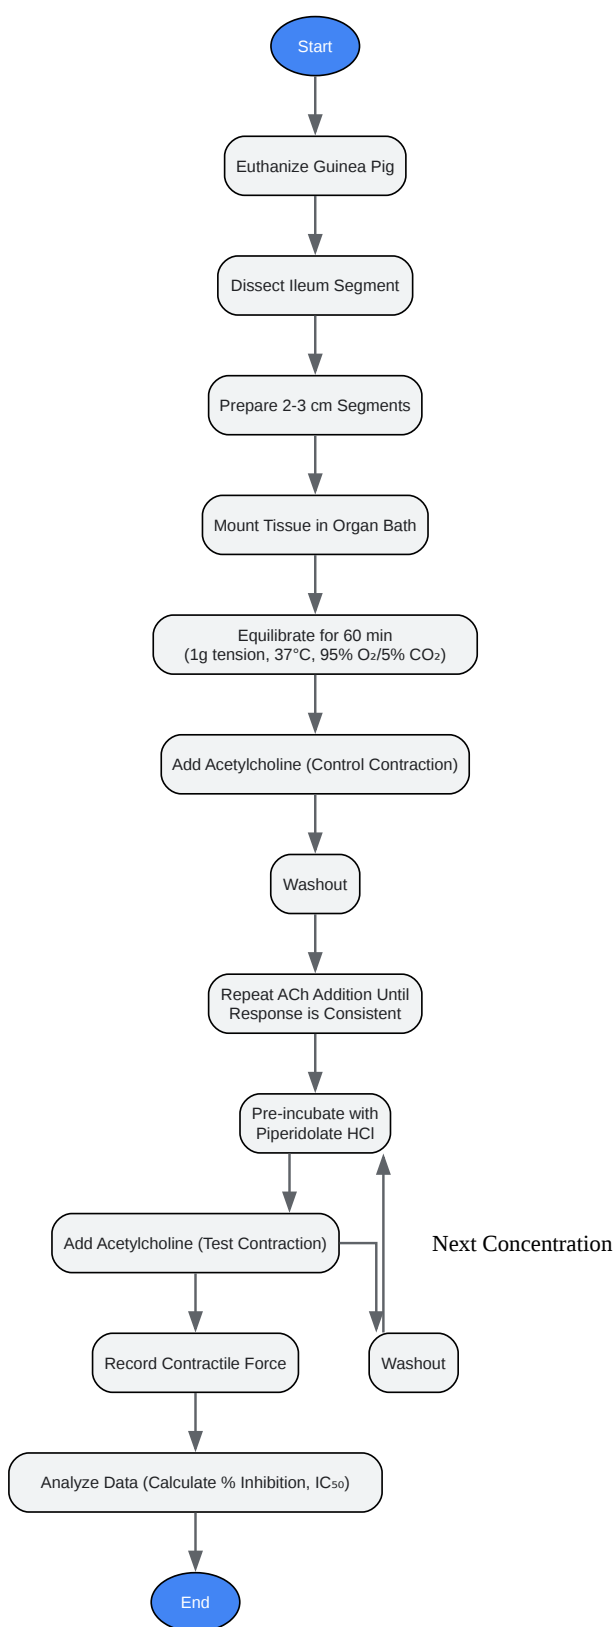 Start
Euthanize Guinea Pig
Dissect Ileum Segment
Prepare 2-3 cm Segments
Mount Tissue in Organ Bath
Equilibrate for 60 min
(1g tension, 37°C, 95% O₂/5% CO₂)
Add Acetylcholine (Control Contraction)
Washout
Repeat ACh Addition Until
Response is Consistent
Pre-incubate with
Piperidolate HCl
Add Acetylcholine (Test Contraction)
Next Concentration
Record Contractile Force
Washout
Analyze Data (Calculate % Inhibition, IC₅₀)
End